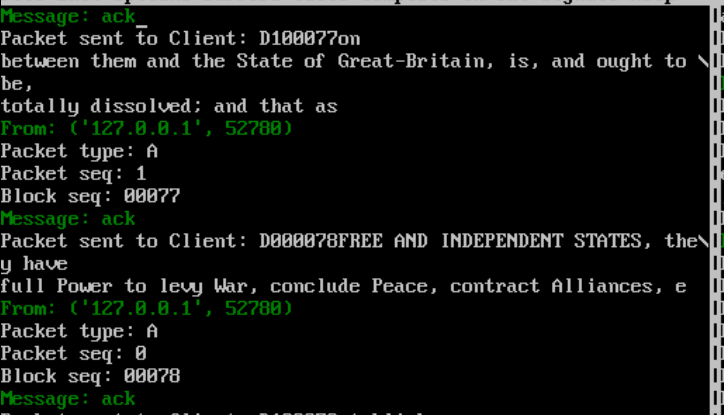 Message: ack_
Packet sent to Client: D100077on
between them and the State of Great-Britain, is, and ought to \
be,
totally dissolved; and that as
From: ('127.0.0.1', 52780)
Packet type: A
Packet seq: 1
Block seq: 00077
Message: ack
Packet sent to Client: D000078FREE AND INDEPENDENT STATES, the\
y have
full Power to levy War, conclude Peace, contract Alliances, e
From: ('127.0.0.1', 52780)
Packet type: A
Packet seq: 0
Block seq: 00078
Message: ack